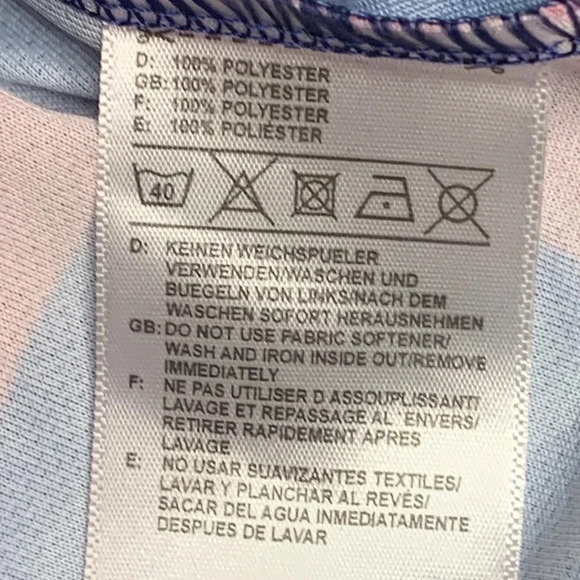 D: 100% POLYESTER
GB: 100% POLYESTER
F: 100% POLYESTER
E: 100% POLIÉSTER
40
D: KEINEN WEICHSPUELER
VERWENDEN/WASCHEN UND
BUEGELN VON LINKS/NACH DEM
WASCHEN SOFORT HERAUSNEHMEN
GB: DO NOT USE FABRIC SOFTENER/
WASH AND IRON INSIDE OUT/REMOVE
IMMEDIATELY
F: NE PAS UTILISER D ASSOUPLISSANT/
LAVAGE ET REPASSAGE A L'ENVERS/
RETIRER RAPIDEMENT APRES
LAVAGE
E: NO USAR SUAVIZANTES TEXTILES/
LAVAR Y PLANCHAR AL REVÉS/
SACAR DEL AGUA INMEDIATAMENTE
DESPUES DE LAVAR